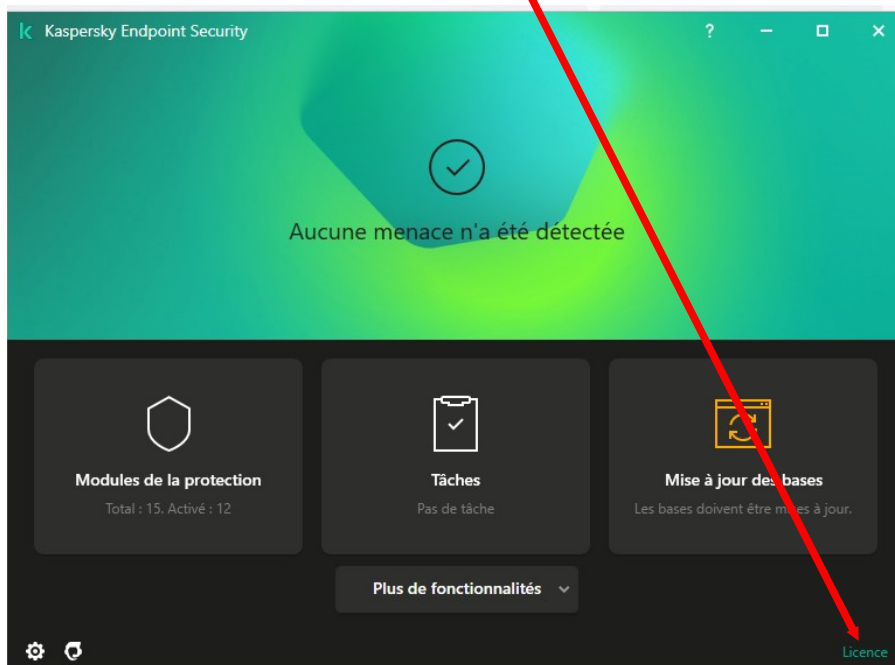 Kaspersky Endpoint Security
?
Aucune menace n'a été détectée
Modules de la protection
Total : 15. Activé : 12
Tâches
Pas de tâche
Mise à jour des bases
Les bases doivent être mises à jour.
Plus de fonctionnalités
Licence